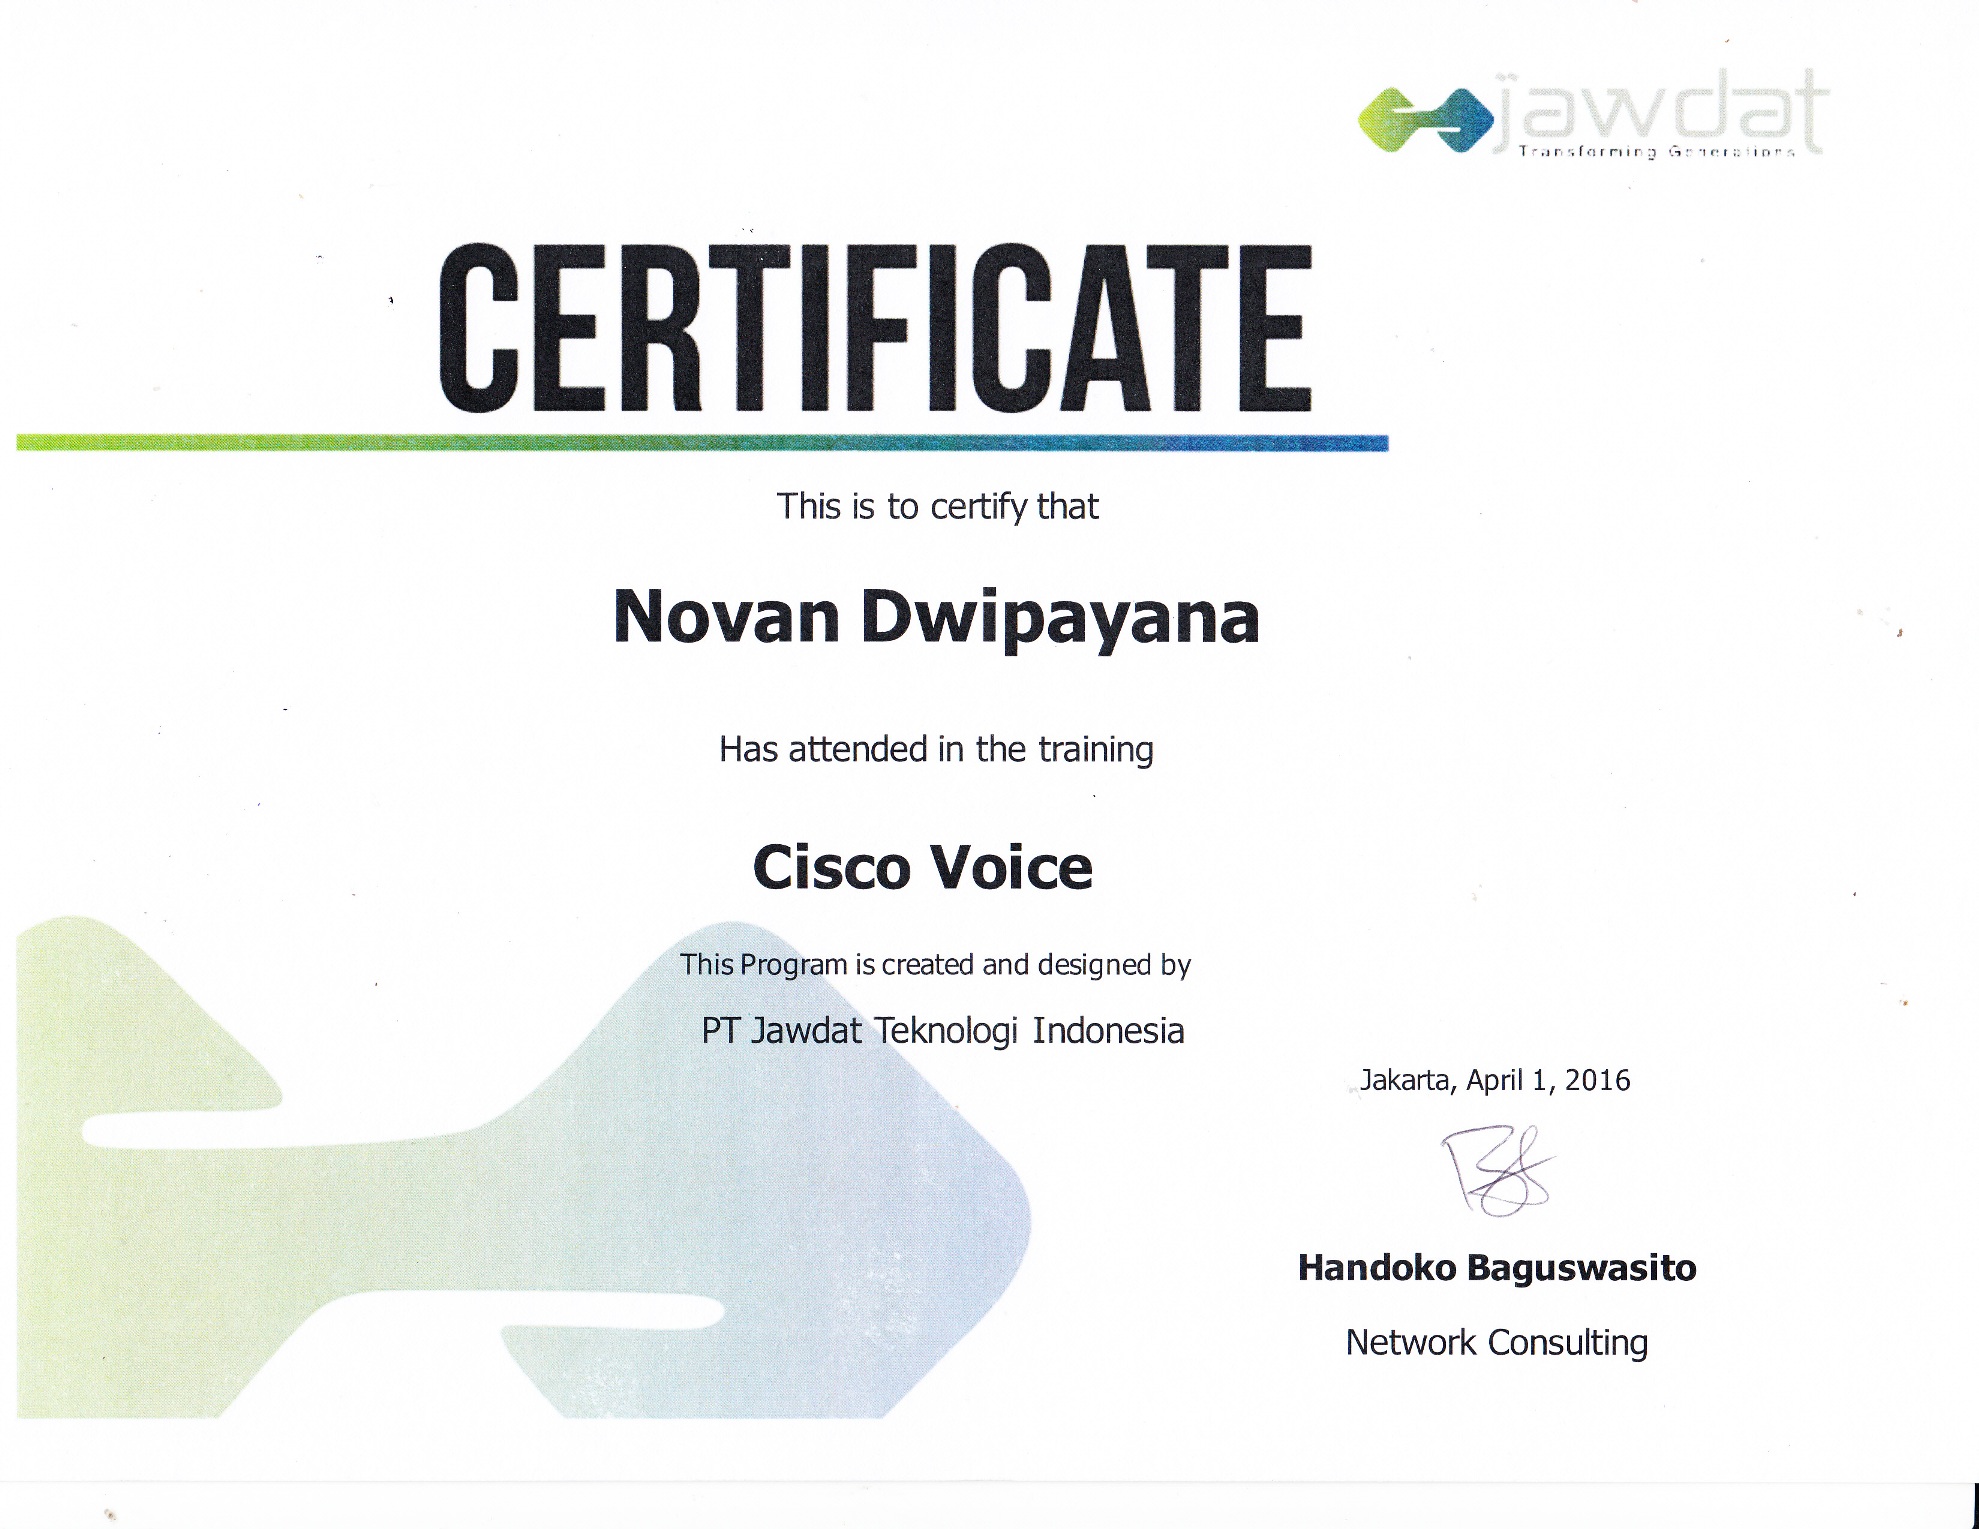 jawdat
Transforming Generations
CERTIFICATE
This is to certify that
Novan Dwipayana
Has attended in the training
Cisco Voice
This Program is created and designed by
PT Jawdat Teknologi Indonesia
Jakarta, April 1, 2016
Handoko Baguswasito
Network Consulting